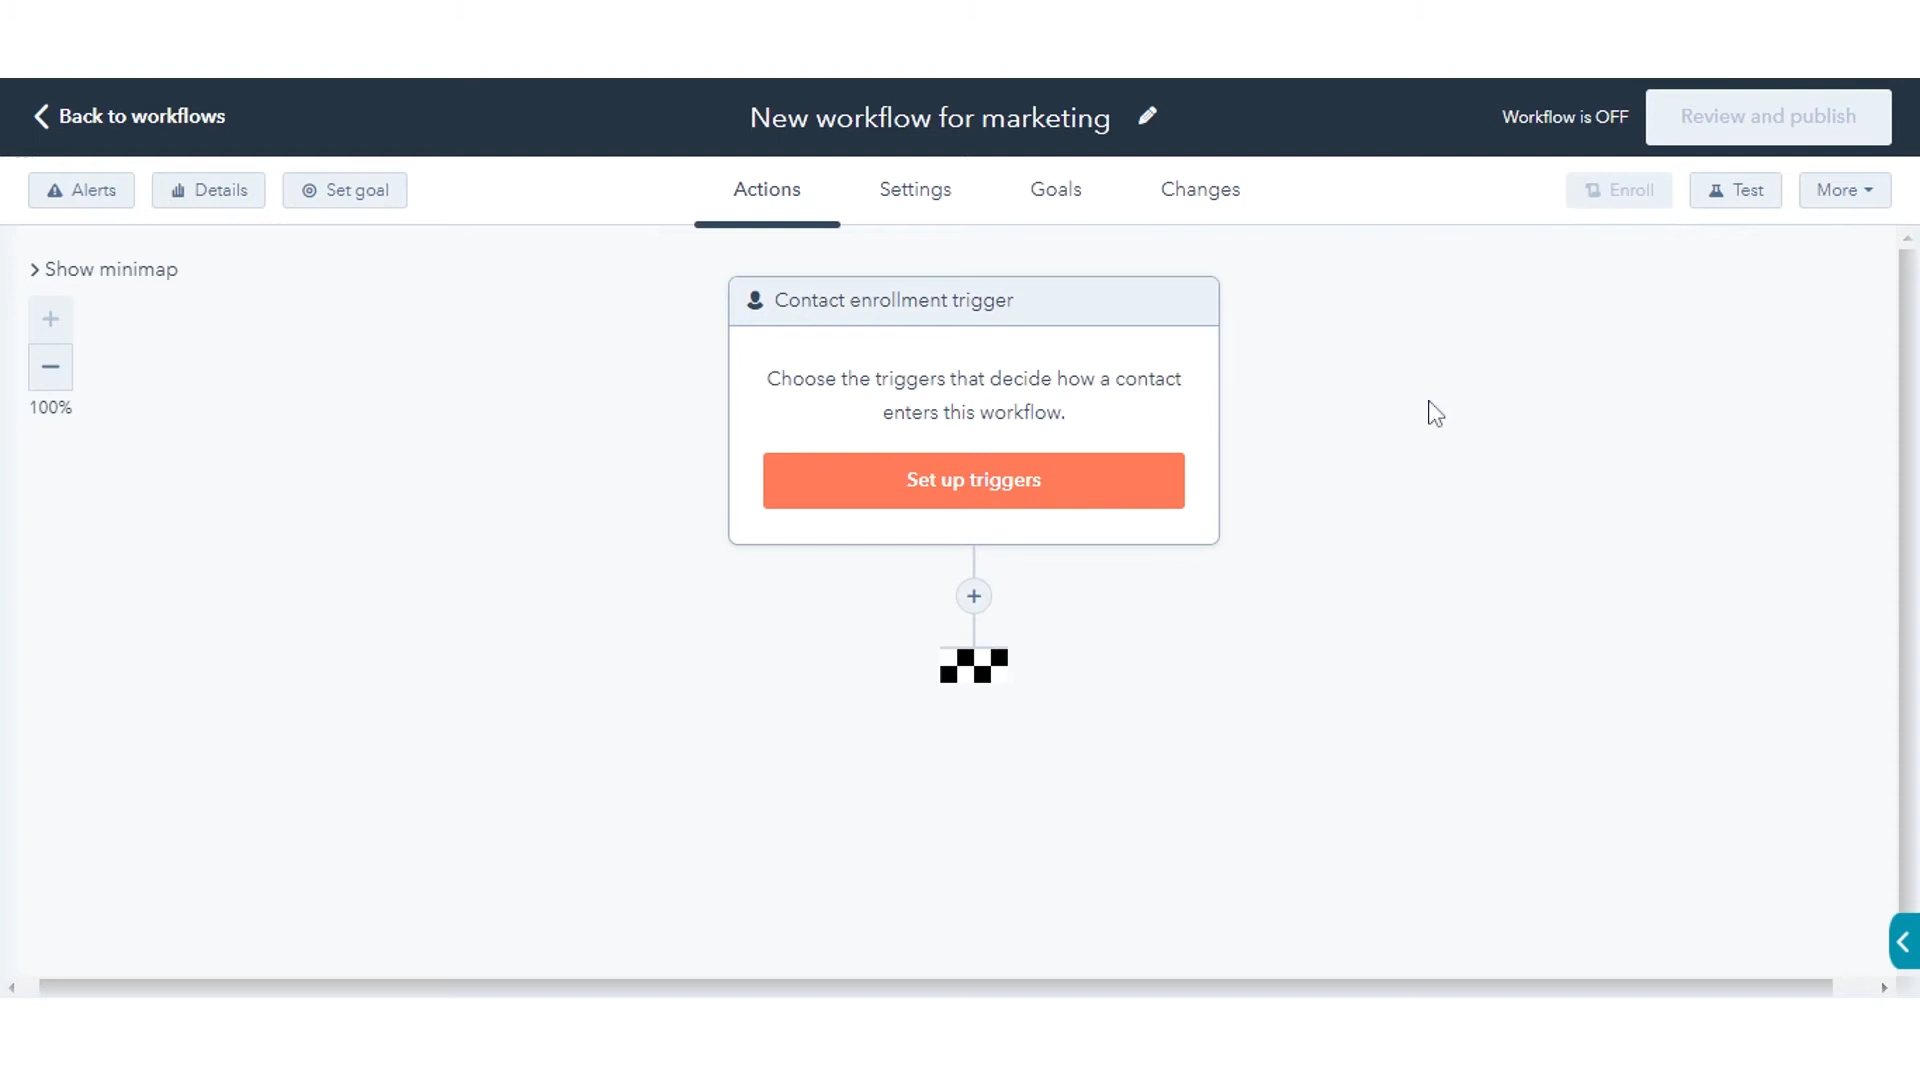 Back to workflows
New workflow for marketing
Workflow is OFF
Review and publish
Alerts
Details
Set goal
Actions
Settings
Goals
Changes
Enroll
Test
More
Show minimap
100%
Contact enrollment trigger
Choose the triggers that decide how a contact
enters this workflow.
Set up triggers